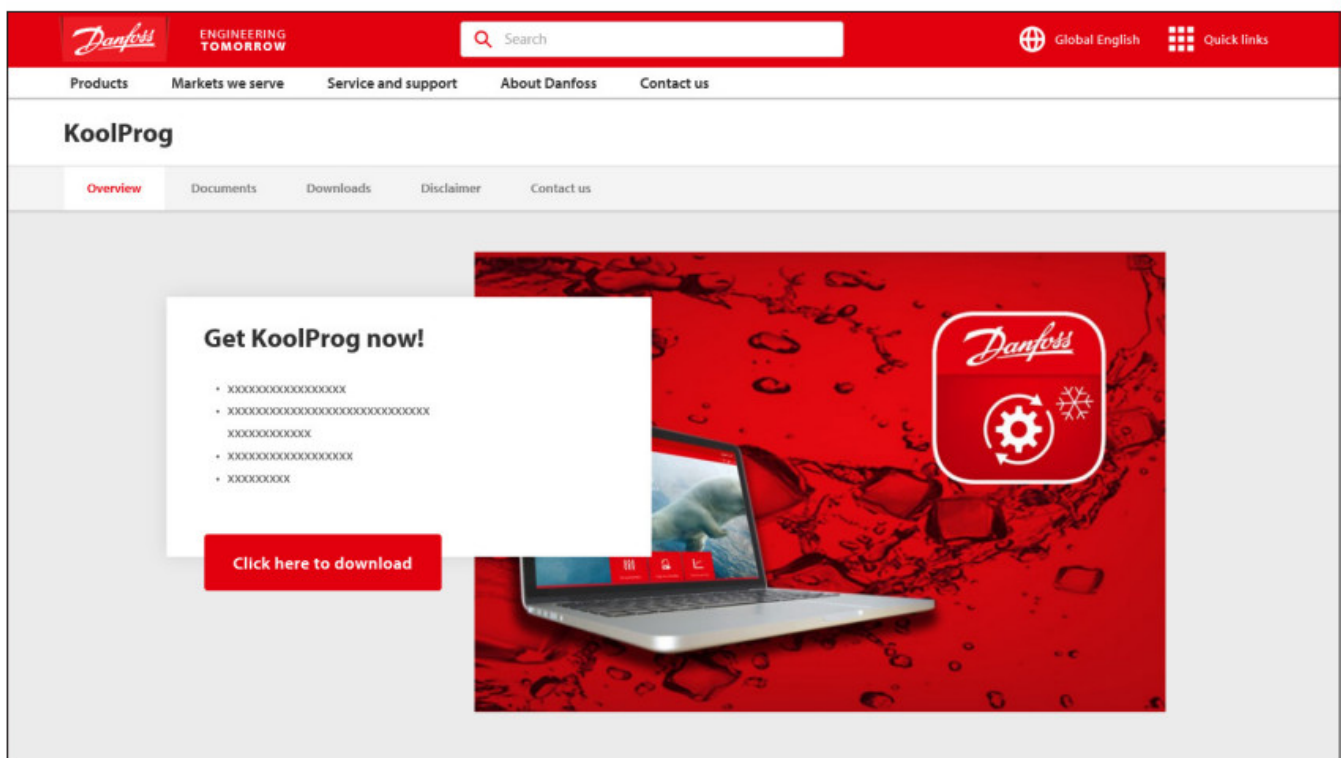 Danfoss
ENGINEERING
TOMORROW
Search
Global English
Quick links
Products Markets we serve Service and support About Danfoss Contact us
KoolProg
Overview Documents Downloads Disclaimer Contact us
Get KoolProg now!
• xxxxxxxxxxxxxxxxx
• xxxxxxxxxxxxxxxxxxxxxxxxxxxxx
xxxxxxxxxxxx
• xxxxxxxxxxxxxxxxxx
• xxxxxxxxx
Click here to download
Danfoss